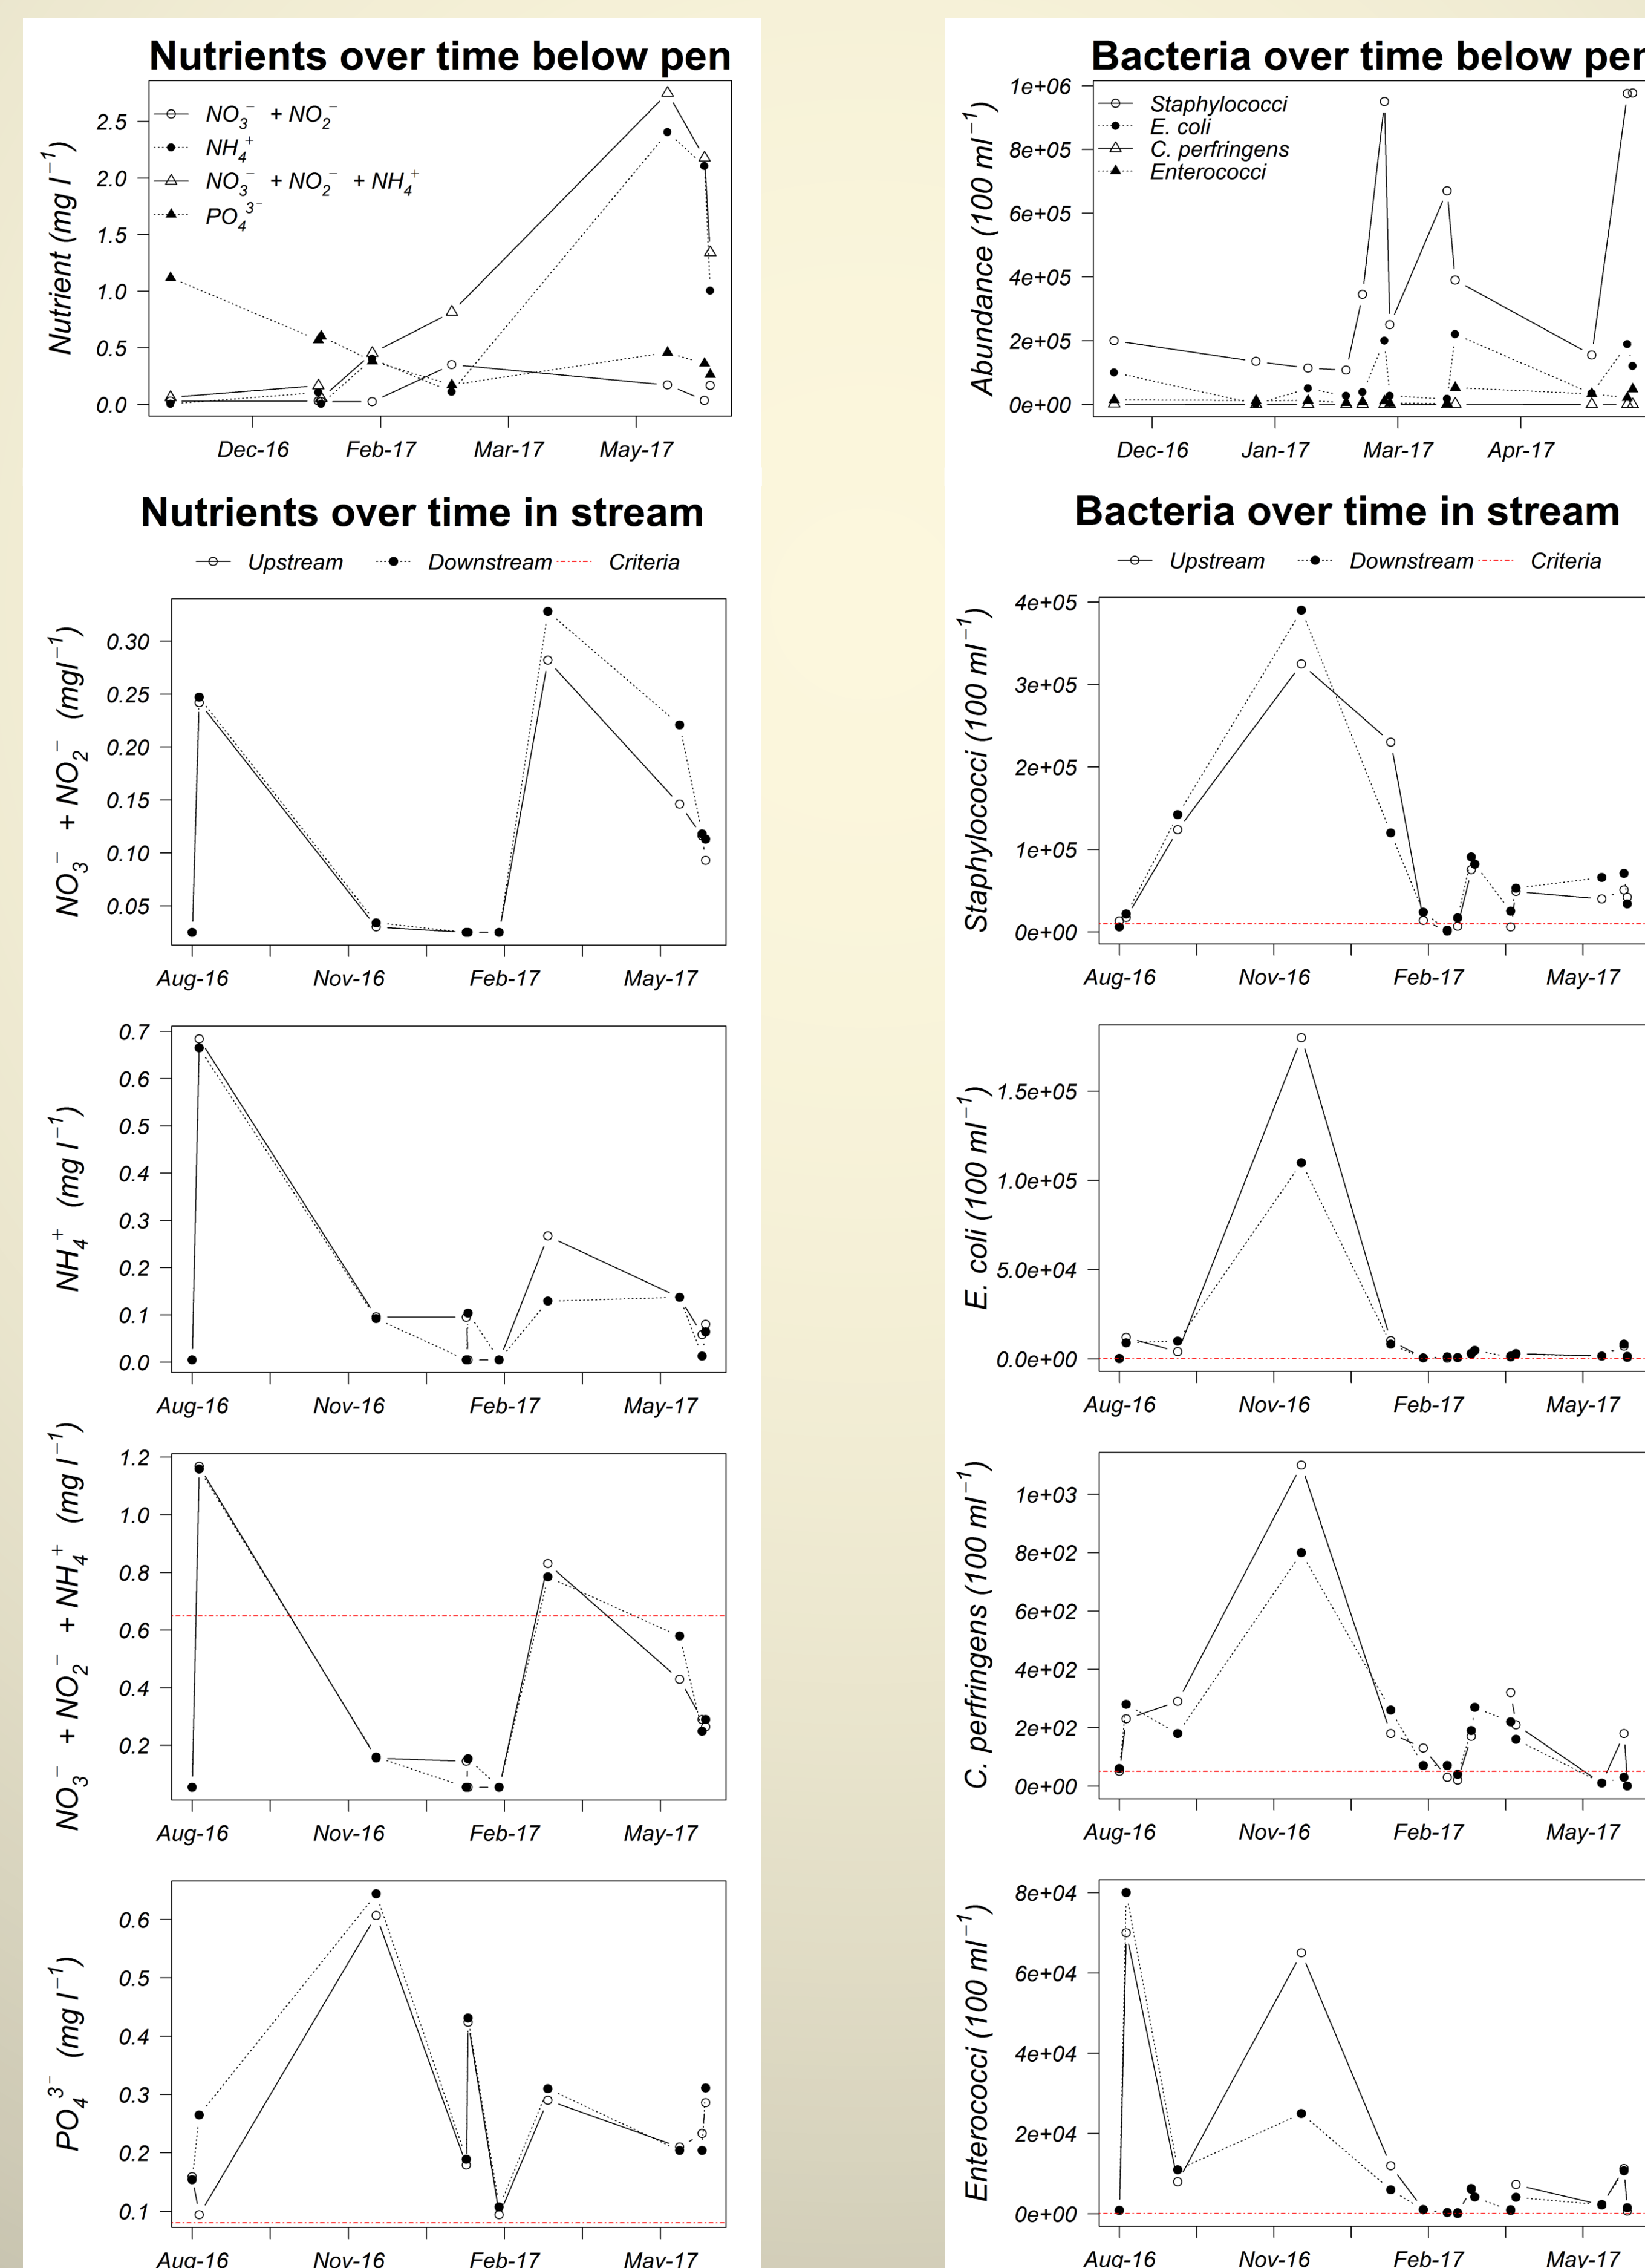 Nutrients over time below pen
Nutrient (mg l⁻¹)
2.5
2.0
1.5
1.0
0.5
0.0
NO₃⁻ + NO₂⁻
NH₄⁺
NO₃⁻ + NO₂⁻ + NH₄⁺
PO₄³⁻
Dec-16 Feb-17 Mar-17 May-17
Nutrients over time in stream
Upstream Downstream Criteria
NO₃⁻ + NO₂⁻ (mgl⁻¹)
0.30
0.25
0.20
0.15
0.10
0.05
Aug-16 Nov-16 Feb-17 May-17
NH₄⁺ (mg l⁻¹)
0.7
0.6
0.5
0.4
0.3
0.2
0.1
0.0
Aug-16 Nov-16 Feb-17 May-17
NO₃⁻ + NO₂⁻ + NH₄⁺ (mg l⁻¹)
1.2
1.0
0.8
0.6
0.4
0.2
Aug-16 Nov-16 Feb-17 May-17
PO₄³⁻ (mg l⁻¹)
0.6
0.5
0.4
0.3
0.2
0.1
Aug-16 Nov-16 Feb-17 May-17
Bacteria over time below
Abundance (100 ml⁻¹)
1e+06
8e+05
6e+05
4e+05
2e+05
0e+00
Staphylococci
E. coli
C. perfringens
Enterococci
Dec-16 Jan-17 Mar-17 Apr-17
Bacteria over time in stream
Upstream Downstream Criteria
Staphylococci (100 ml⁻¹)
4e+05
3e+05
2e+05
1e+05
0e+00
Aug-16 Nov-16 Feb-17 May-17
E. coli (100 ml⁻¹)
1.5e+05
1.0e+05
5.0e+04
0.0e+00
Aug-16 Nov-16 Feb-17 May-17
C. perfringens (100 ml⁻¹)
1e+03
8e+02
6e+02
4e+02
2e+02
0e+00
Aug-16 Nov-16 Feb-17 May-17
Enterococci (100 ml⁻¹)
8e+04
6e+04
4e+04
2e+04
0e+00
Aug-16 Nov-16 Feb-17 May-17